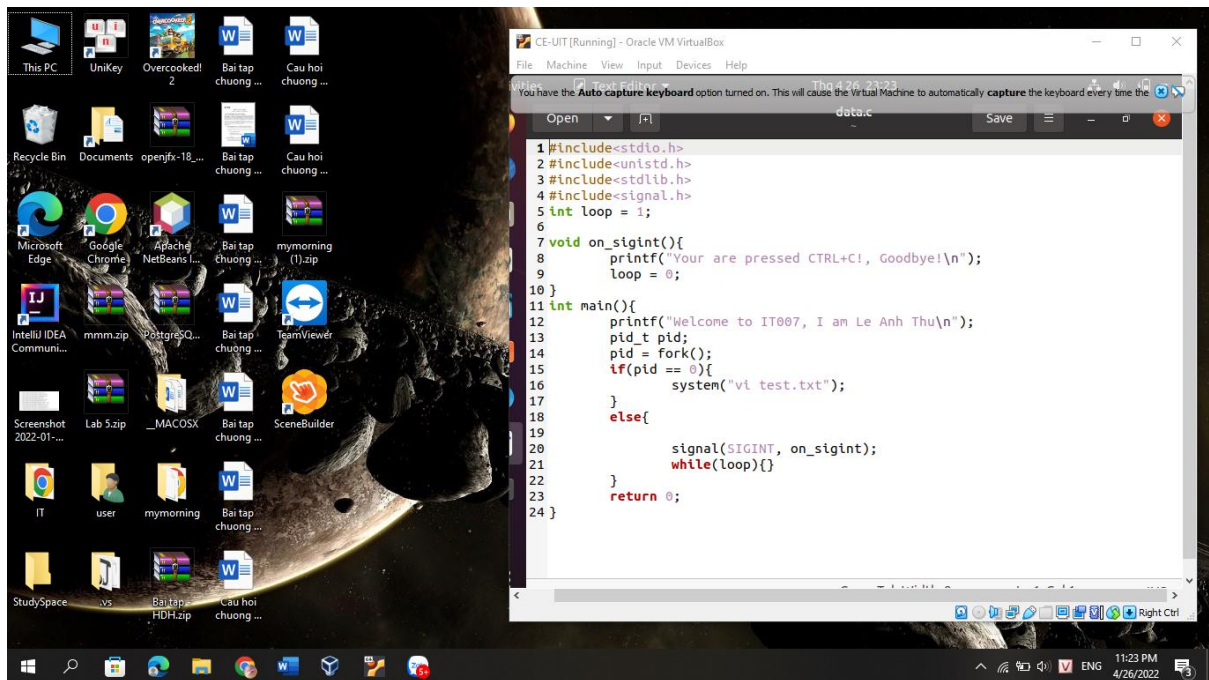 This PC
UniKey
Overcooked! 2
Bai tap chuong ...
Cau hoi chuong ...
Recycle Bin
Documents
openjfx-18_...
Bai tap chuong ...
Cau hoi chuong ...
Microsoft Edge
Google Chrome
Apache NetBeans I...
Bai tap chuong ...
mymorning (1).zip
IntelliJ IDEA Communi...
mmm.zip
PostgreSQ...
Bai tap chuong ...
TeamViewer
Screenshot 2022-01-...
Lab 5.zip
__MACOSX
Bai tap chuong ...
SceneBuilder
IT
user
mymorning
Bai tap chuong ...
StudySpace
.vs
Bai tap - HDH.zip
Cau hoi chuong ...
CE-UIT [Running] - Oracle VM VirtualBox
File Machine View Input Devices Help
Text Editor
Thg 4 26 23:23
You have the Auto capture keyboard option turned on. This will cause the Virtual Machine to automatically capture the keyboard every time the
Open
data.c
Save
1 #include<stdio.h>
2 #include<unistd.h>
3 #include<stdlib.h>
4 #include<signal.h>
5 int loop = 1;
6
7 void on_sigint(){
8 printf("Your are pressed CTRL+C!, Goodbye!\n");
9 loop = 0;
10 }
11 int main(){
12 printf("Welcome to IT007, I am Le Anh Thu\n");
13 pid_t pid;
14 pid = fork();
15 if(pid == 0){
16 system("vi test.txt");
17 }
18 else{
19
20 signal(SIGINT, on_sigint);
21 while(loop){}
22 }
23 return 0;
24 }
Right Ctrl
ENG
11:23 PM
4/26/2022